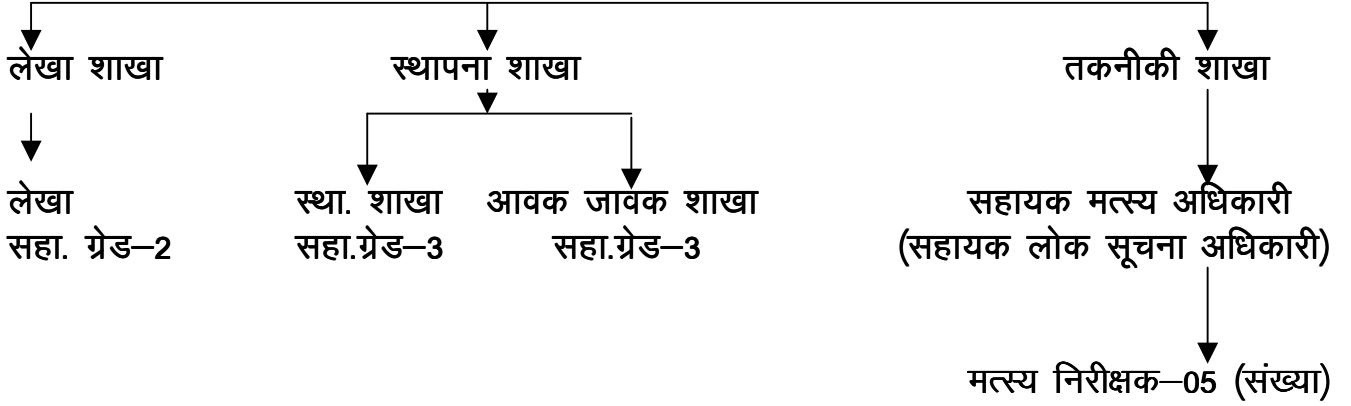 लेखा शाखा स्थापना शाखा तकनीकी शाखा
लेखा स्था. शाखा आवक जावक शाखा सहायक मत्स्य अधिकारी
सहा. ग्रेड–2 सहा.ग्रेड–3 सहा.ग्रेड–3 (सहायक लोक सूचना अधिकारी)
मत्स्य निरीक्षक–05 (संख्या)